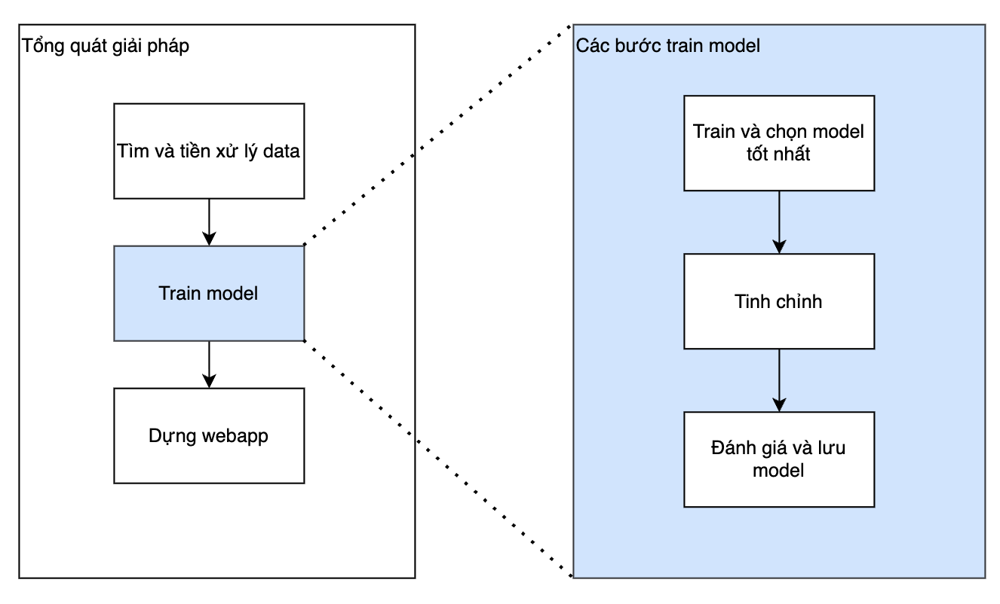 Tổng quát giải pháp
Tìm và tiền xử lý data
Train model
Dựng webapp
Các bước train model
Train và chọn model
tốt nhất
Tinh chỉnh
Đánh giá và lưu
model